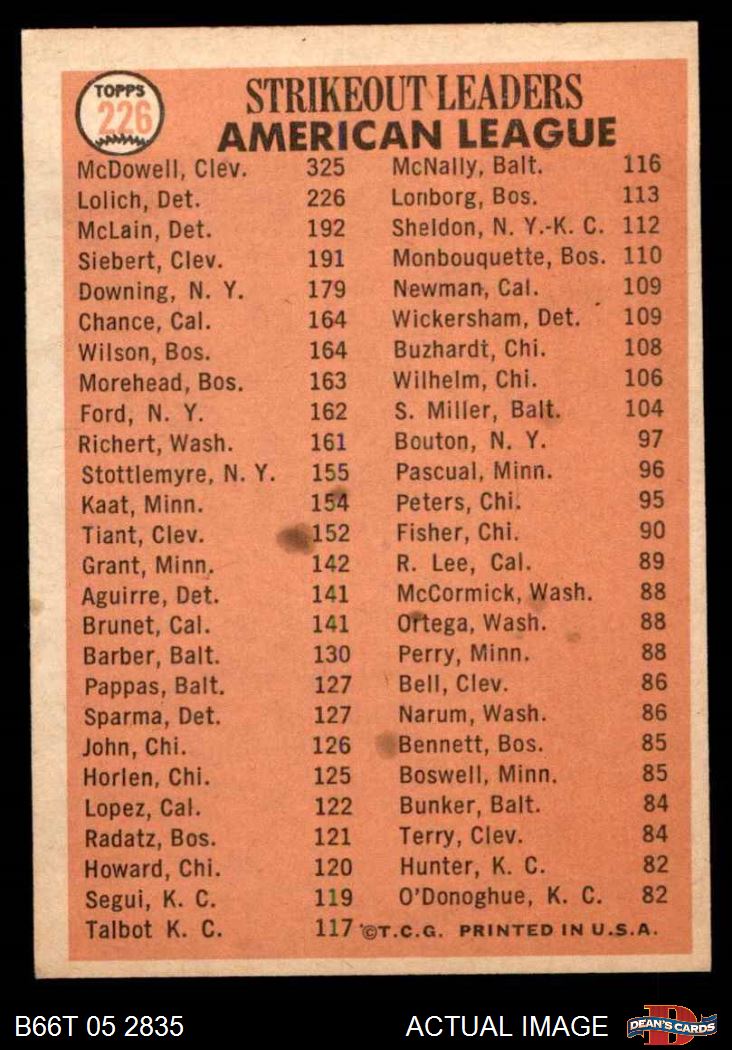 TOPPS
226
STRIKEOUT LEADERS
AMERICAN LEAGUE
McDowell, Clev. 325
Lolich, Det. 226
McLain, Det. 192
Siebert, Clev. 191
Downing, N. Y. 179
Chance, Cal. 164
Wilson, Bos. 164
Morehead, Bos. 163
Ford, N. Y. 162
Richert, Wash. 161
Stottlemyre, N. Y. 155
Kaat, Minn. 154
Tiant, Clev. 152
Grant, Minn. 142
Aguirre, Det. 141
Brunet, Cal. 141
Barber, Balt. 130
Pappas, Balt. 127
Sparma, Det. 127
John, Chi. 126
Horlen, Chi. 125
Lopez, Cal. 122
Radatz, Bos. 121
Howard, Chi. 120
Segui, K. C. 119
Talbot K. C. 117
McNally, Balt. 116
Lonborg, Bos. 113
Sheldon, N. Y.-K. C. 112
Monbouquette, Bos. 110
Newman, Cal. 109
Wickersham, Det. 109
Buzhardt, Chi. 108
Wilhelm, Chi. 106
S. Miller, Balt. 104
Bouton, N. Y. 97
Pascual, Minn. 96
Peters, Chi. 95
Fisher, Chi. 90
R. Lee, Cal. 89
McCormick, Wash. 88
Ortega, Wash. 88
Perry, Minn. 88
Bell, Clev. 86
Narum, Wash. 86
Bennett, Bos. 85
Boswell, Minn. 85
Bunker, Balt. 84
Terry, Clev. 84
Hunter, K. C. 82
O'Donoghue, K. C. 82
©T.C.G. PRINTED IN U.S.A.
B66T 05 2835
ACTUAL IMAGE
D
DEAN'S CARDS